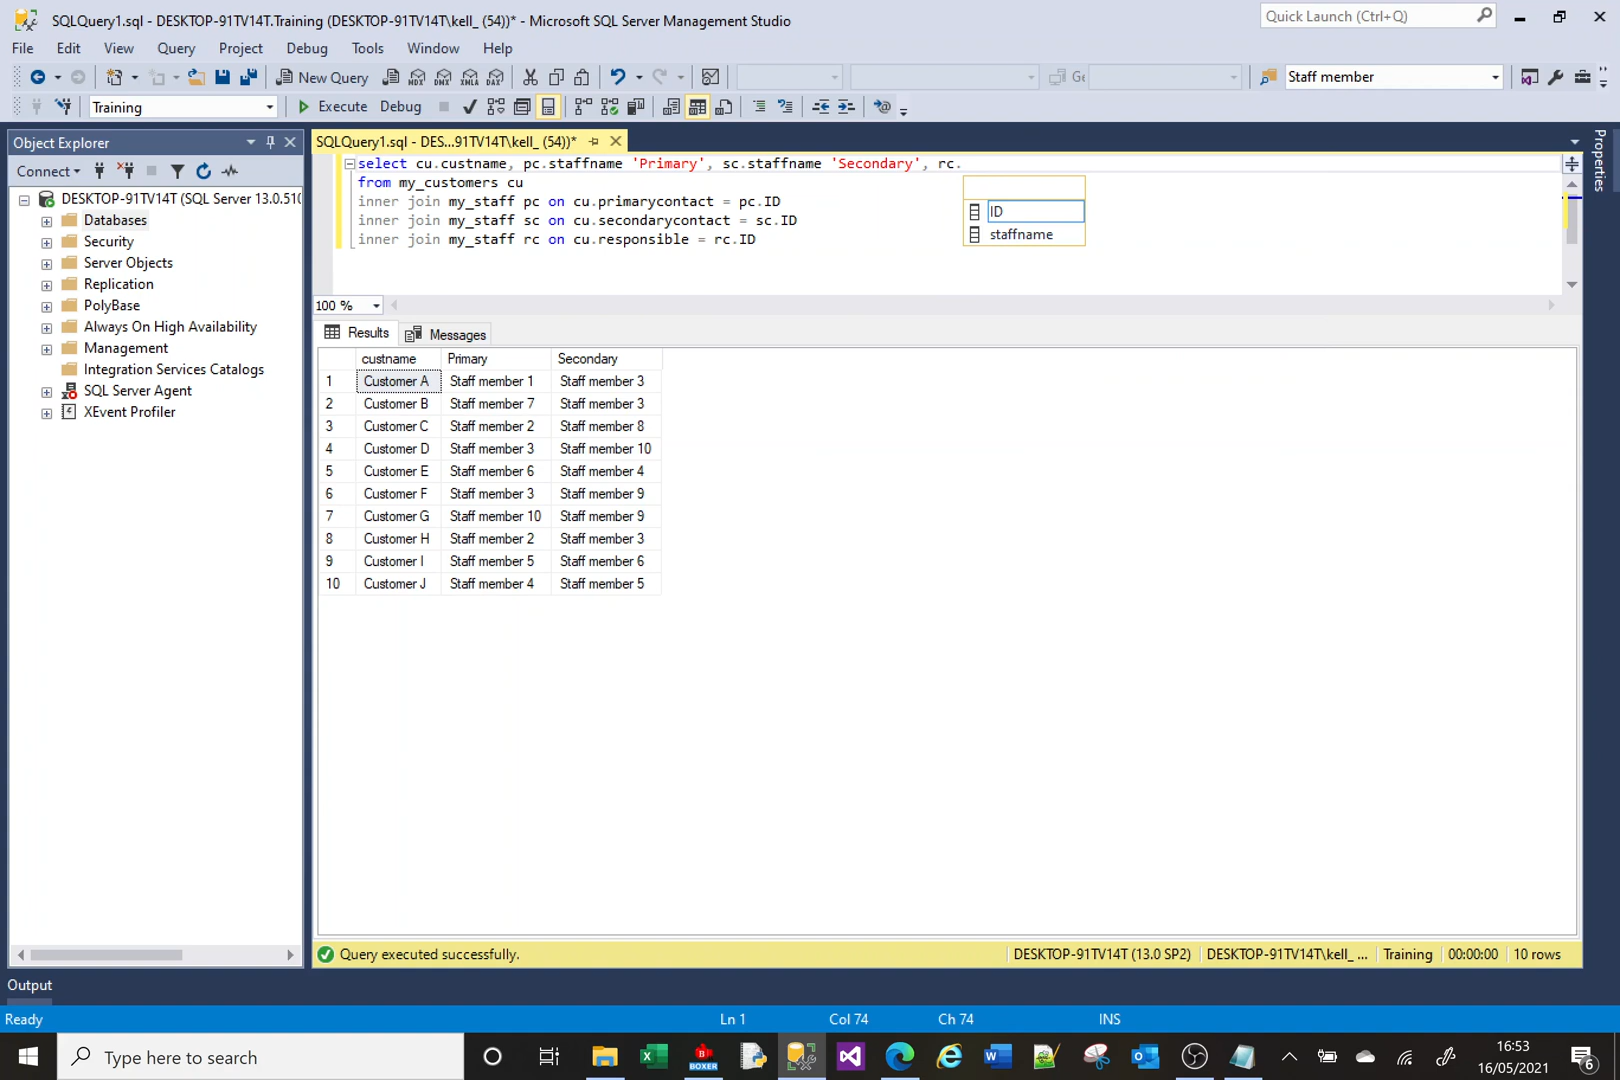 SQLQuery1.sql - DESKTOP-91TV14T.Training (DESKTOP-91TV14T\kell_ (54))* - Microsoft SQL Server Management Studio
Quick Launch (Ctrl+Q)
File Edit View Query Project Debug Tools Window Help
New Query
MDX DMX XMLA DAX
Ge
Staff member
Training
Execute Debug
Object Explorer
SQLQuery1.sql - DES...91TV14T\kell_ (54))*
Properties
Connect
DESKTOP-91TV14T (SQL Server 13.0.510
Databases
Security
Server Objects
Replication
PolyBase
Always On High Availability
Management
Integration Services Catalogs
SQL Server Agent
XEvent Profiler
select cu.custname, pc.staffname 'Primary', sc.staffname 'Secondary', rc.
from my_customers cu
inner join my_staff pc on cu.primarycontact = pc.ID
inner join my_staff sc on cu.secondarycontact = sc.ID
inner join my_staff rc on cu.responsible = rc.ID
ID
staffname
100 %
Results Messages
custname Primary Secondary
1 Customer A Staff member 1 Staff member 3
2 Customer B Staff member 7 Staff member 3
3 Customer C Staff member 2 Staff member 8
4 Customer D Staff member 3 Staff member 10
5 Customer E Staff member 6 Staff member 4
6 Customer F Staff member 3 Staff member 9
7 Customer G Staff member 10 Staff member 9
8 Customer H Staff member 2 Staff member 3
9 Customer I Staff member 5 Staff member 6
10 Customer J Staff member 4 Staff member 5
Query executed successfully.
DESKTOP-91TV14T (13.0 SP2) DESKTOP-91TV14T\kell_ ... Training 00:00:00 10 rows
Output
Ready
Ln 1 Col 74 Ch 74 INS
Type here to search
BOXER
16:53
16/05/2021
6